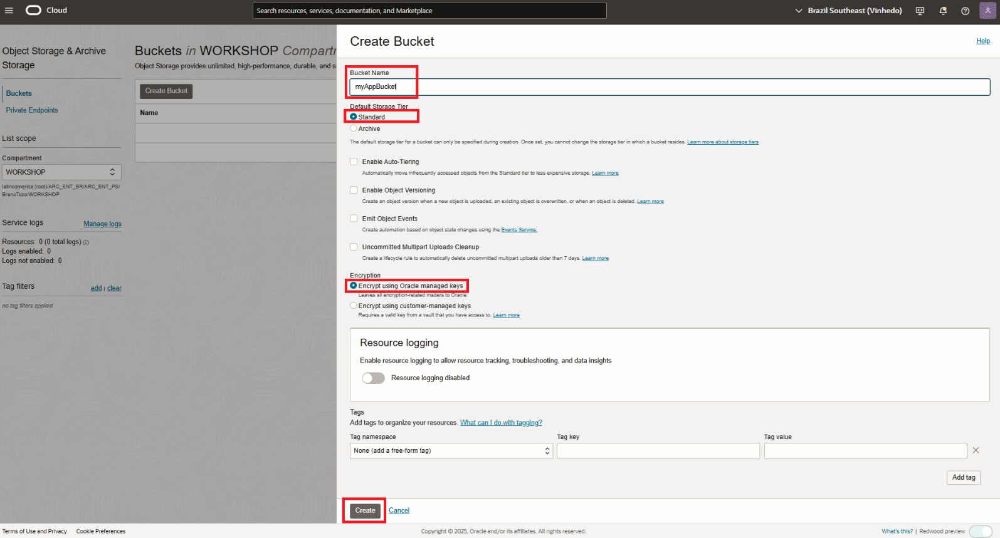 Cloud
Search resources, services, documentation, and Marketplace
Brazil Southeast (Vinhedo)
Object Storage & Archive
Storage
Buckets
Private Endpoints
List scope
Compartment
WORKSHOP
latinoamerica (root)/ARC_ENT_BR/ARC_ENT_PS/
BrenoTozo/WORKSHOP
Service logs
Manage logs
Resources: 0 (0 total logs)
Logs enabled: 0
Logs not enabled: 0
Tag filters
add | clear
no tag filters applied
Buckets in WORKSHOP Compartm
Object Storage provides unlimited, high-performance, durable, and s
Create Bucket
Name
Create Bucket
Help
Bucket Name
myAppBucket
Default Storage Tier
Standard
Archive
The default storage tier for a bucket can only be specified during creation. Once set, you cannot change the storage tier in which a bucket resides. Learn more about storage tiers
Enable Auto-Tiering
Automatically move infrequently accessed objects from the Standard tier to less expensive storage. Learn more
Enable Object Versioning
Create an object version when a new object is uploaded, an existing object is overwritten, or when an object is deleted. Learn more
Emit Object Events
Create automation based on object state changes using the Events Service.
Uncommitted Multipart Uploads Cleanup
Create a lifecycle rule to automatically delete uncommitted multipart uploads older than 7 days. Learn more
Encryption
Encrypt using Oracle managed keys
Leaves all encryption-related matters to Oracle.
Encrypt using customer-managed keys
Requires a valid key from a vault that you have access to. Learn more
Resource logging
Enable resource logging to allow resource tracking, troubleshooting, and data insights
Resource logging disabled
Tags
Add tags to organize your resources. What can I do with tagging?
Tag namespace
Tag key
Tag value
None (add a free-form tag)
Add tag
Create
Cancel
Terms of Use and Privacy
Cookie Preferences
Copyright © 2025, Oracle and/or its affiliates. All rights reserved.
What's this? | Redwood preview